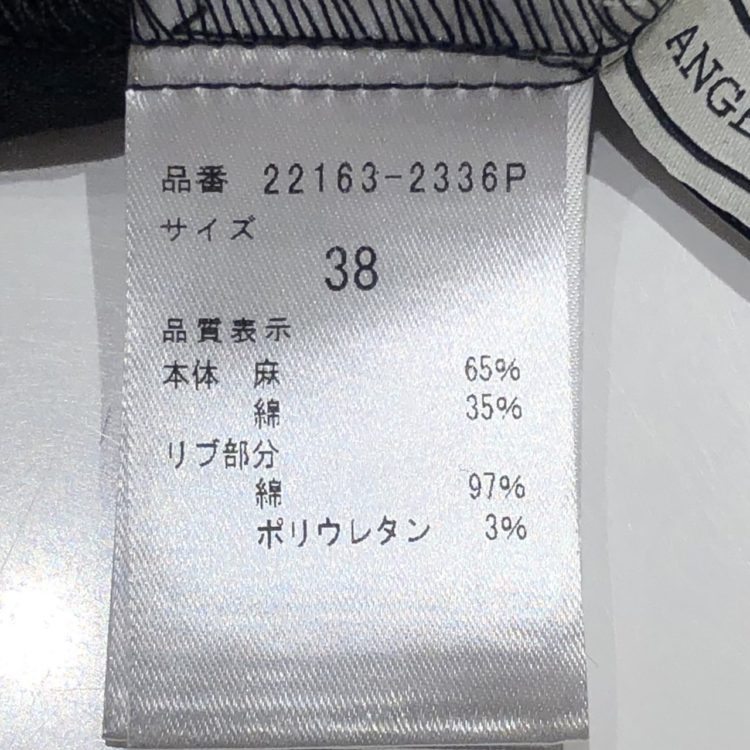 品番 22163-2336P
サイズ
38
品質表示
本体 麻 65%
綿 35%
リブ部分
綿 97%
ポリウレタン 3%